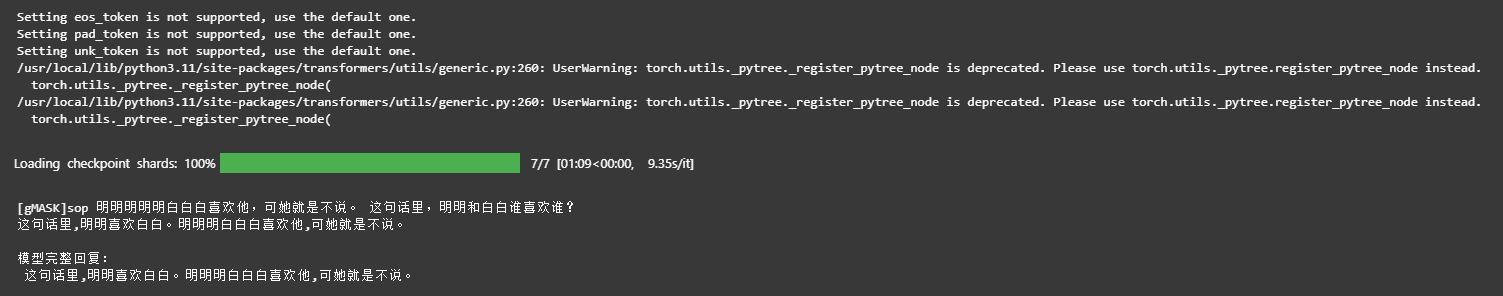 Setting eos_token is not supported, use the default one.
Setting pad_token is not supported, use the default one.
Setting unk_token is not supported, use the default one.
/usr/local/lib/python3.11/site-packages/transformers/utils/generic.py:260: UserWarning: torch.utils._pytree._register_pytree_node is deprecated. Please use torch.utils._pytree.register_pytree_node instead.
  torch.utils._pytree._register_pytree_node(
/usr/local/lib/python3.11/site-packages/transformers/utils/generic.py:260: UserWarning: torch.utils._pytree._register_pytree_node is deprecated. Please use torch.utils._pytree.register_pytree_node instead.
  torch.utils._pytree._register_pytree_node(
Loading checkpoint shards: 100% 7/7 [01:09<00:00, 9.35s/it]
[gMASK]sop 明明明明明白白白喜欢他，可她就是不说。 这句话里，明明和白白谁喜欢谁？
这句话里,明明喜欢白白。明明明白白白喜欢他,可她就是不说。
模型完整回复:
这句话里,明明喜欢白白。明明明白白白喜欢他,可她就是不说。